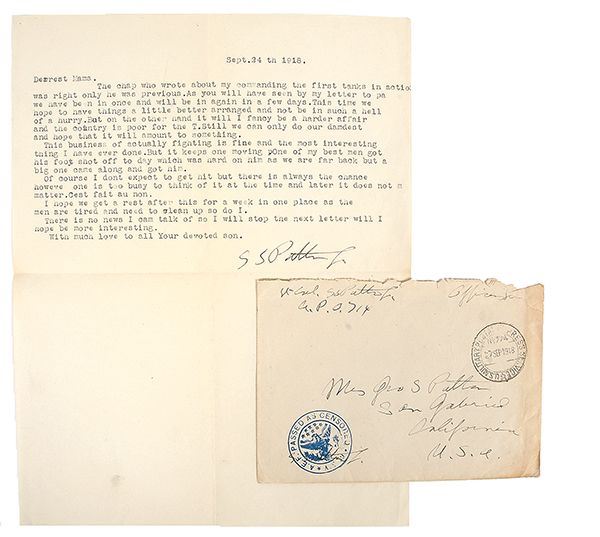 Sept.24 th 1918.
Dearest Mama.
The chap who wrote about my commanding the first tanks in actio
was right only he was previous.As you will have seen by my letter to pa
we have been in once and will be in again in a few days.This time we
hope to have things a little better arranged and not be in such a hell
of a hurry.But on the other hand it will I fancy be a harder affair
and the country is poor for the T.Still we can only do our damdest
and hope that it will amount to something.
This business of actually fighting is fine and the most interesting
thing I have ever done.But it keeps one moving pOne of my best men got
his foot shot off to day which was hard on him as we are far back but a
big one came along and got him.
Of course I dont expect to get hit but there is always the chance
howeve one is too busy to think of it at the time and later it does not m
matter.Cest fait au non.
I hope we get a rest after this for a week in one place as the
men are tired and need to clean up so do I.
There is no news I cam talk of so I will stop the next letter will I
hope be more interesting.
With much love to all Your devoted son.
G S Patton Jr
Lt Col. G S Patton Jr
A.P.O. 714
SEP 1918
Mrs Geo S Patton
San Gabriel
California
U.S.A.
A.E.F. PASSED AS CENSORED